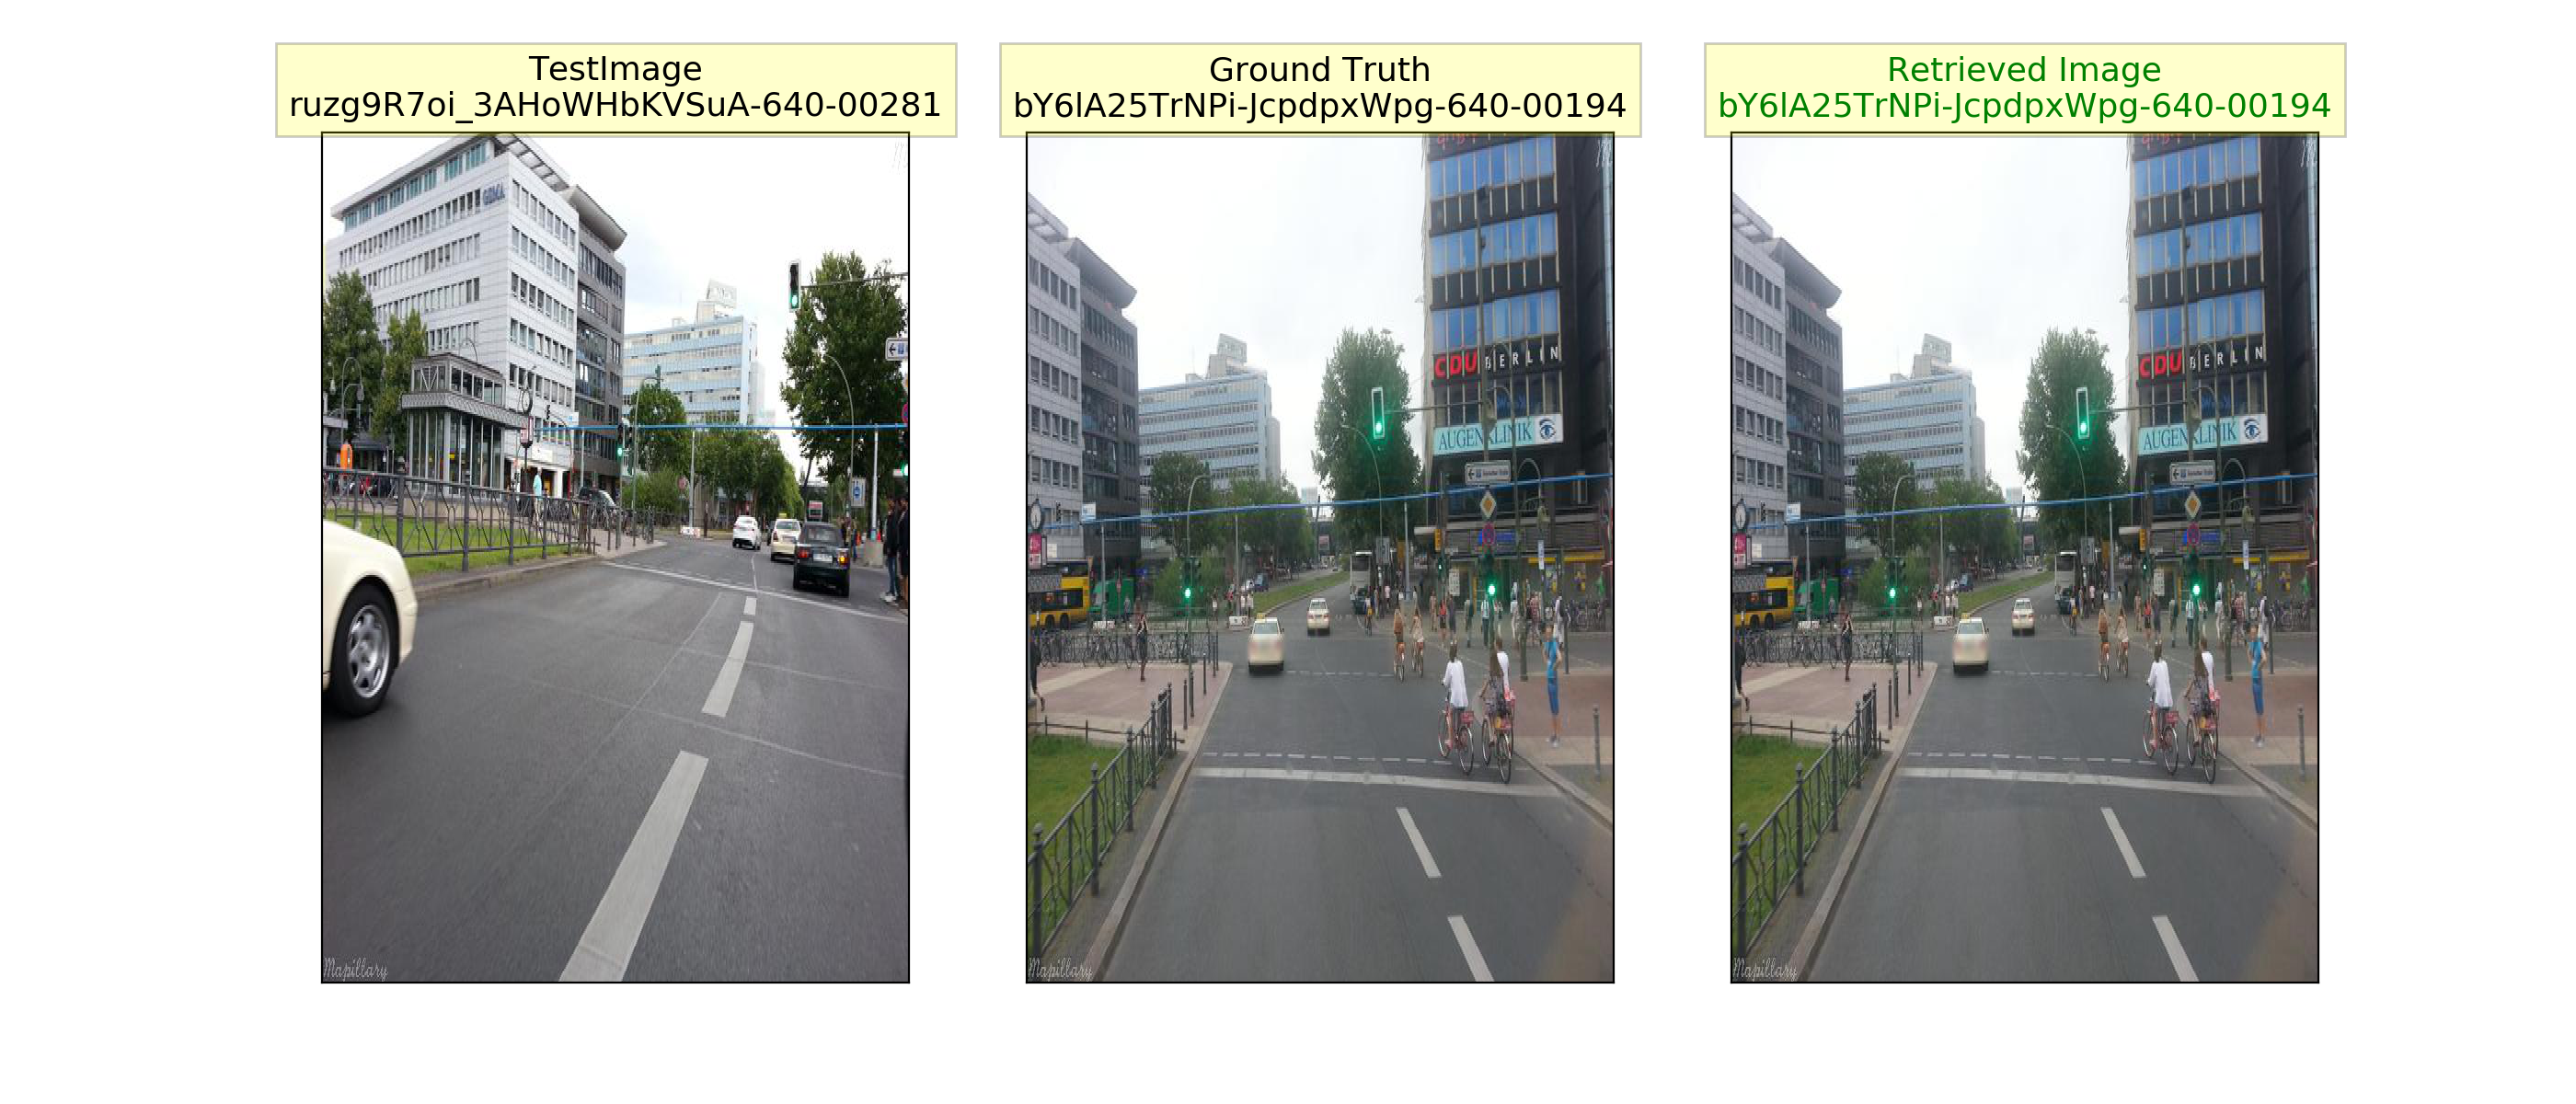 TestImage
ruzg9R7oi_3AHoWHbKVSuA-640-00281
Ground Truth
bY6lA25TrNPi-JcpdpxWpg-640-00194
Retrieved Image
bY6lA25TrNPi-JcpdpxWpg-640-00194
GEMA
Mapillary
CDU BERLIN
AUGENKLINIK
Mapillary
CDU BERLIN
AUGENKLINIK
Mapillary